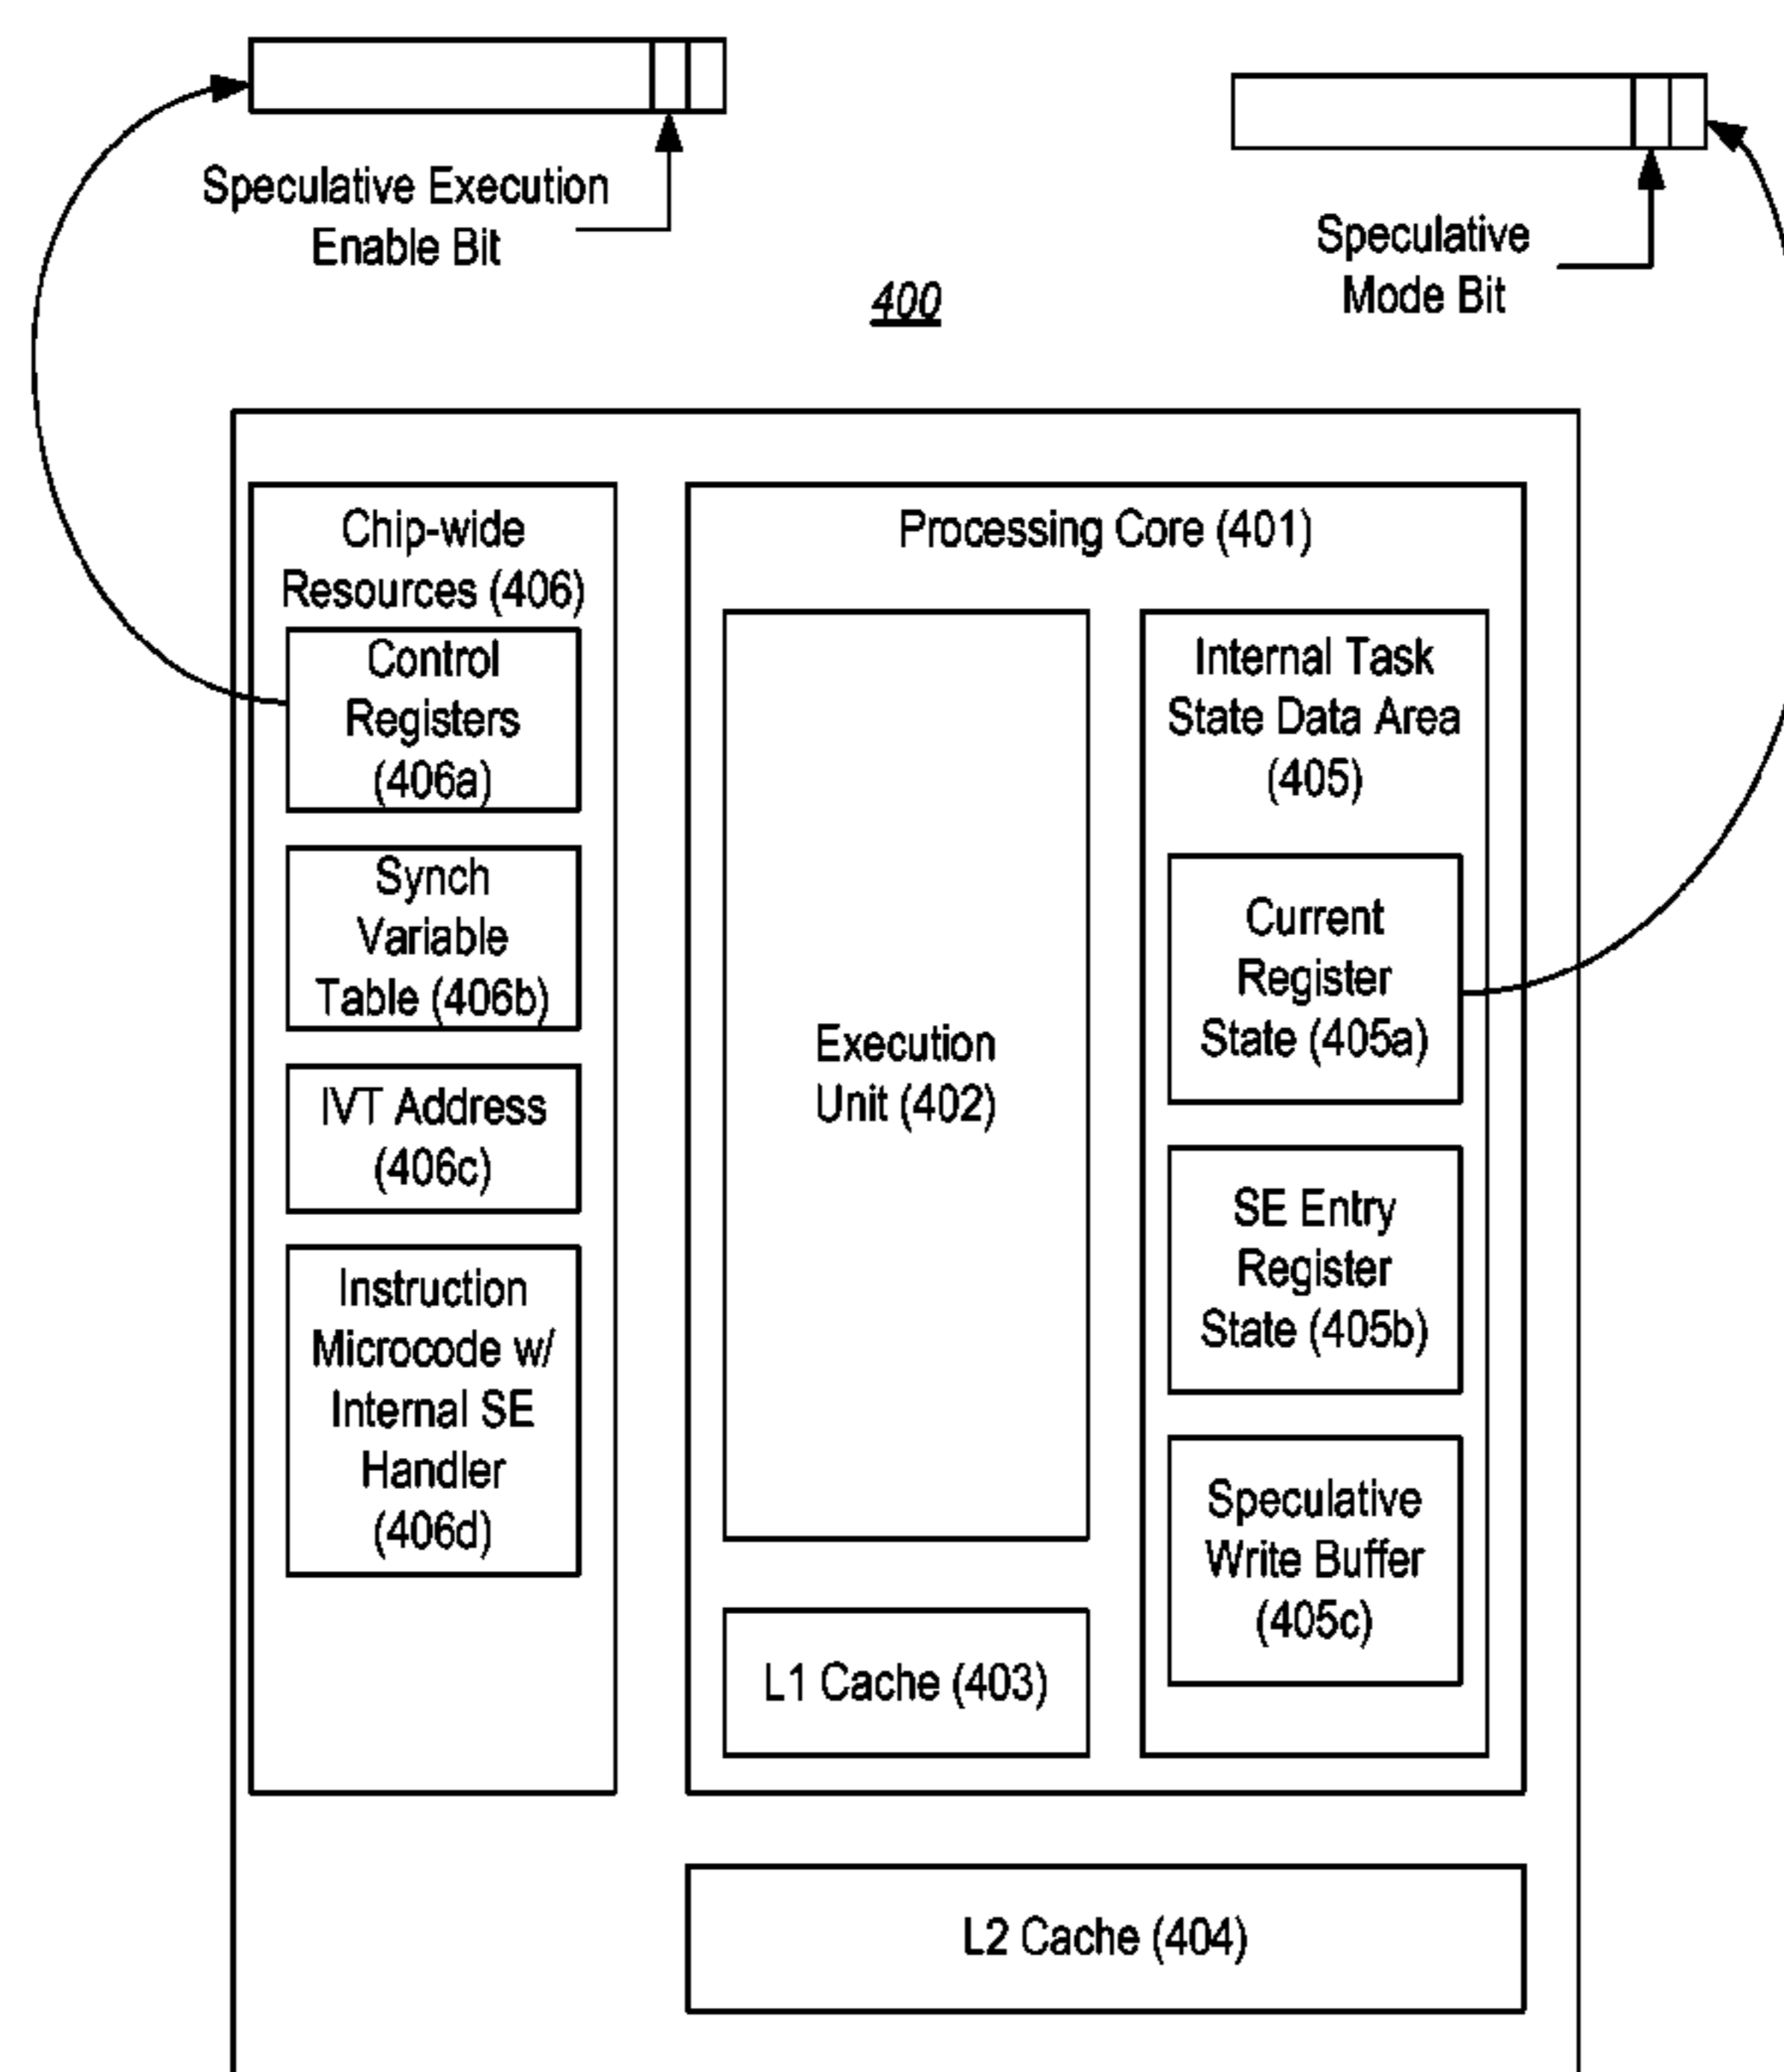 Speculative Execution
Enable Bit
Speculative
Mode Bit
400
Chip-wide
Resources (406)
Control
Registers
(406a)
Synch
Variable
Table (406b)
IVT Address
(406c)
Instruction
Microcode w/
Internal SE
Handler
(406d)
Processing Core (401)
Execution
Unit (402)
L1 Cache (403)
Internal Task
State Data Area
(405)
Current
Register
State (405a)
SE Entry
Register
State (405b)
Speculative
Write Buffer
(405c)
L2 Cache (404)